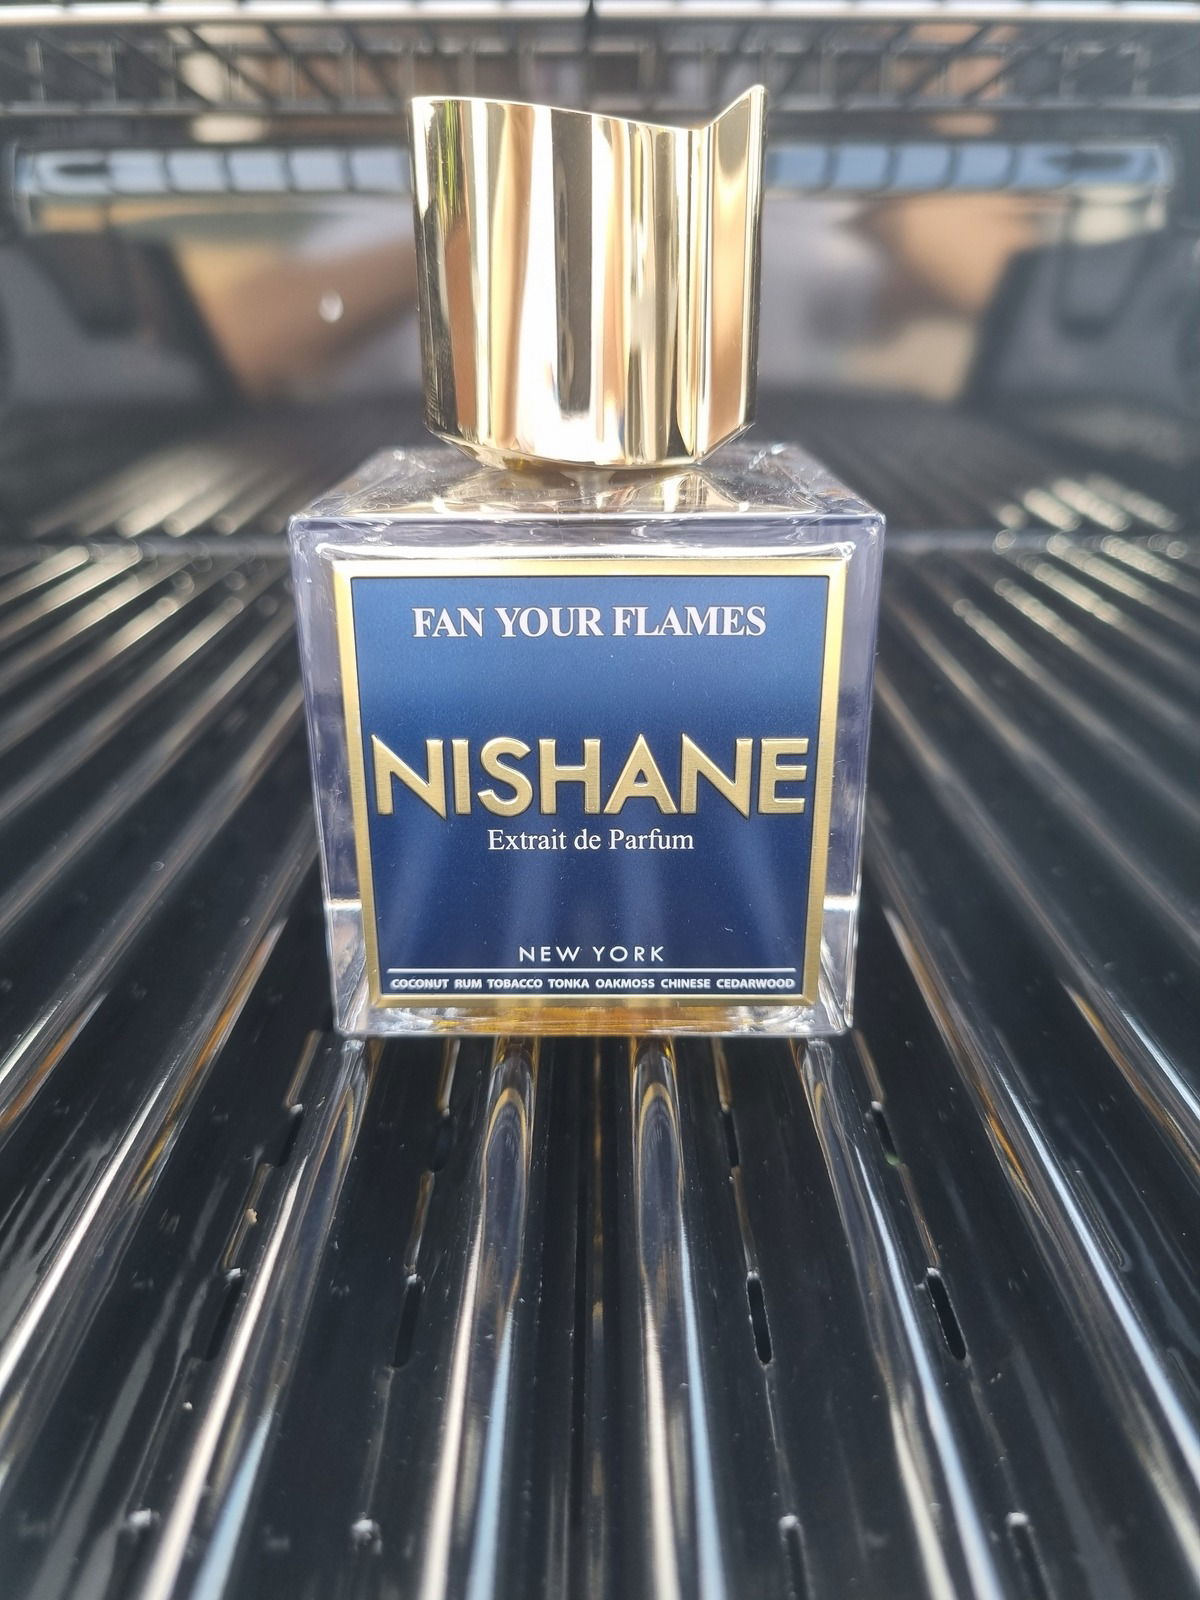 FAN YOUR FLAMES
NISHANE
Extrait de Parfum
NEW YORK
COCONUT RUM TOBACCO TONKA OAKMOSS CHINESE CEDARWOOD